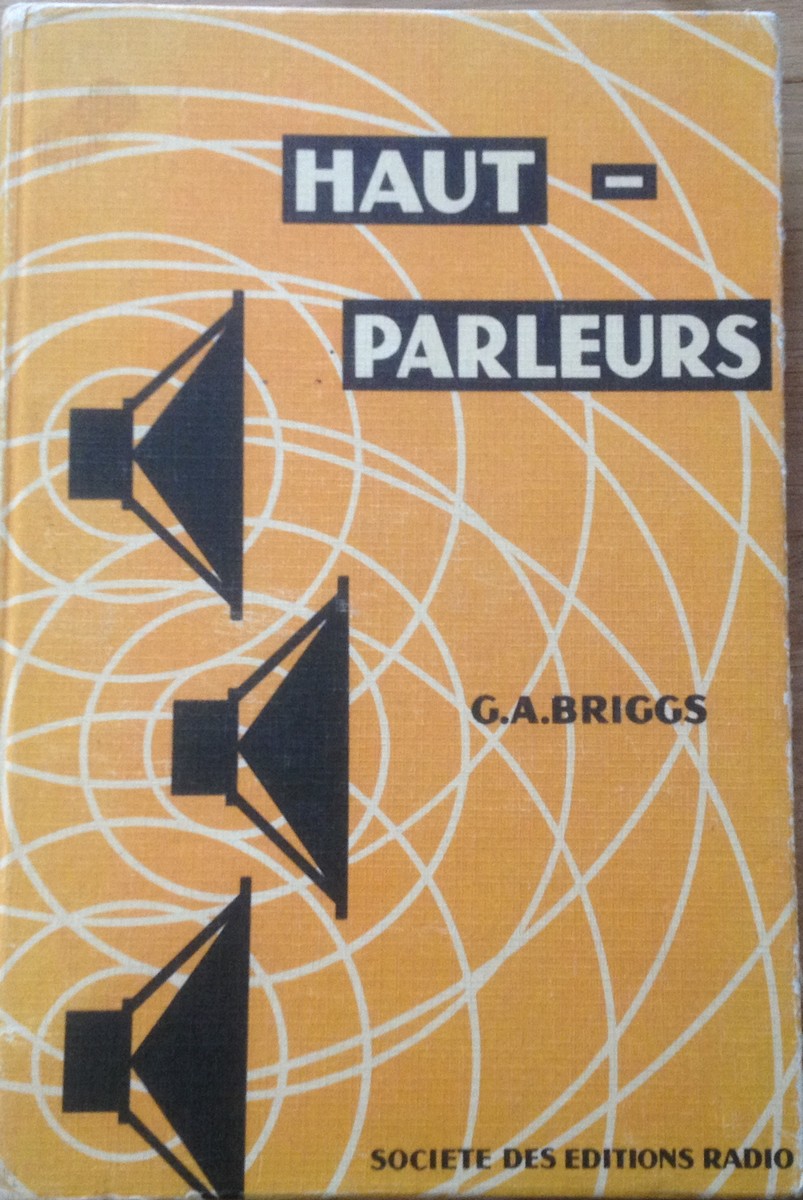 HAUT -
PARLEURS
G.A.BRIGGS
SOCIETE DES EDITIONS RADIO